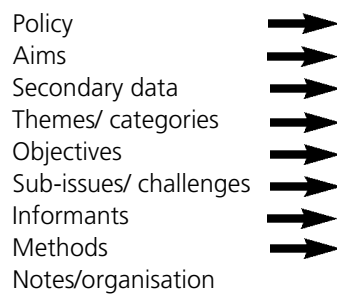 Policy
Aims
Secondary data
Themes/ categories
Objectives
Sub-issues/ challenges
Informants
Methods
Notes/organisation